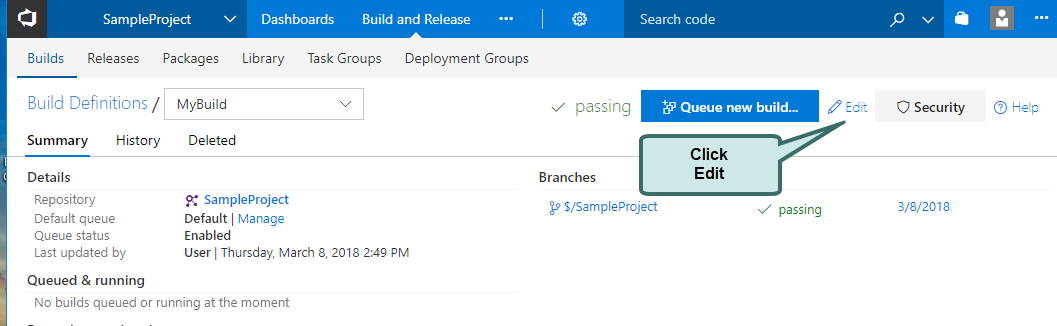 SampleProject Dashboards Build and Release ... Search code ...
Builds Releases Packages Library Task Groups Deployment Groups
Build Definitions / MyBuild passing Queue new build... Edit Security Help
Click
Edit
Summary History Deleted
Details Branches
Repository SampleProject $/SampleProject passing 3/8/2018
Default queue Default | Manage
Queue status Enabled
Last updated by User | Thursday, March 8, 2018 2:49 PM
Queued & running
No builds queued or running at the moment